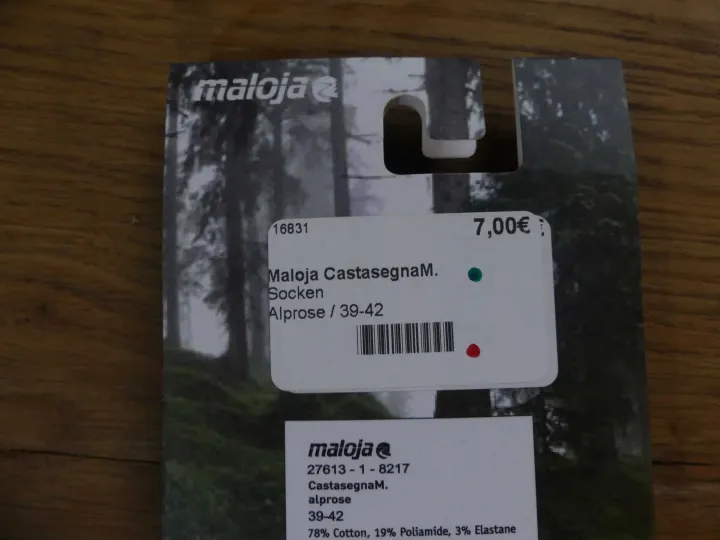 maloja
16831 7,00€
Maloja CastasegnaM.
Socken
Alprose / 39-42
maloja
27613 - 1 - 8217
CastasegnaM.
alprose
39-42
78% Cotton, 19% Poliamide, 3% Elastane